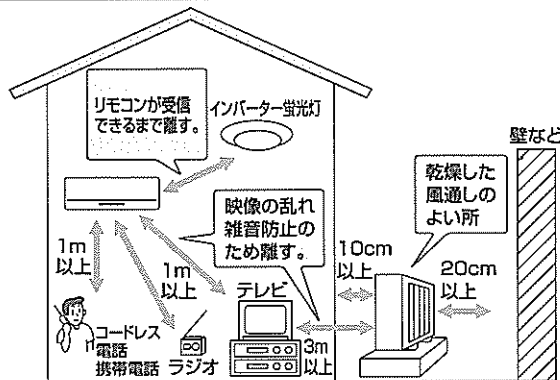 リモコンが受信
できるまで離す。
インバーター蛍光灯
壁など
乾燥した
風通しの
よい所
映像の乱れ
雑音防止の
ため離す。
1m
以上
1m
以上
10cm
以上
20cm
以上
テレビ
3m
以上
コードレス
電話
携帯電話
ラジオ